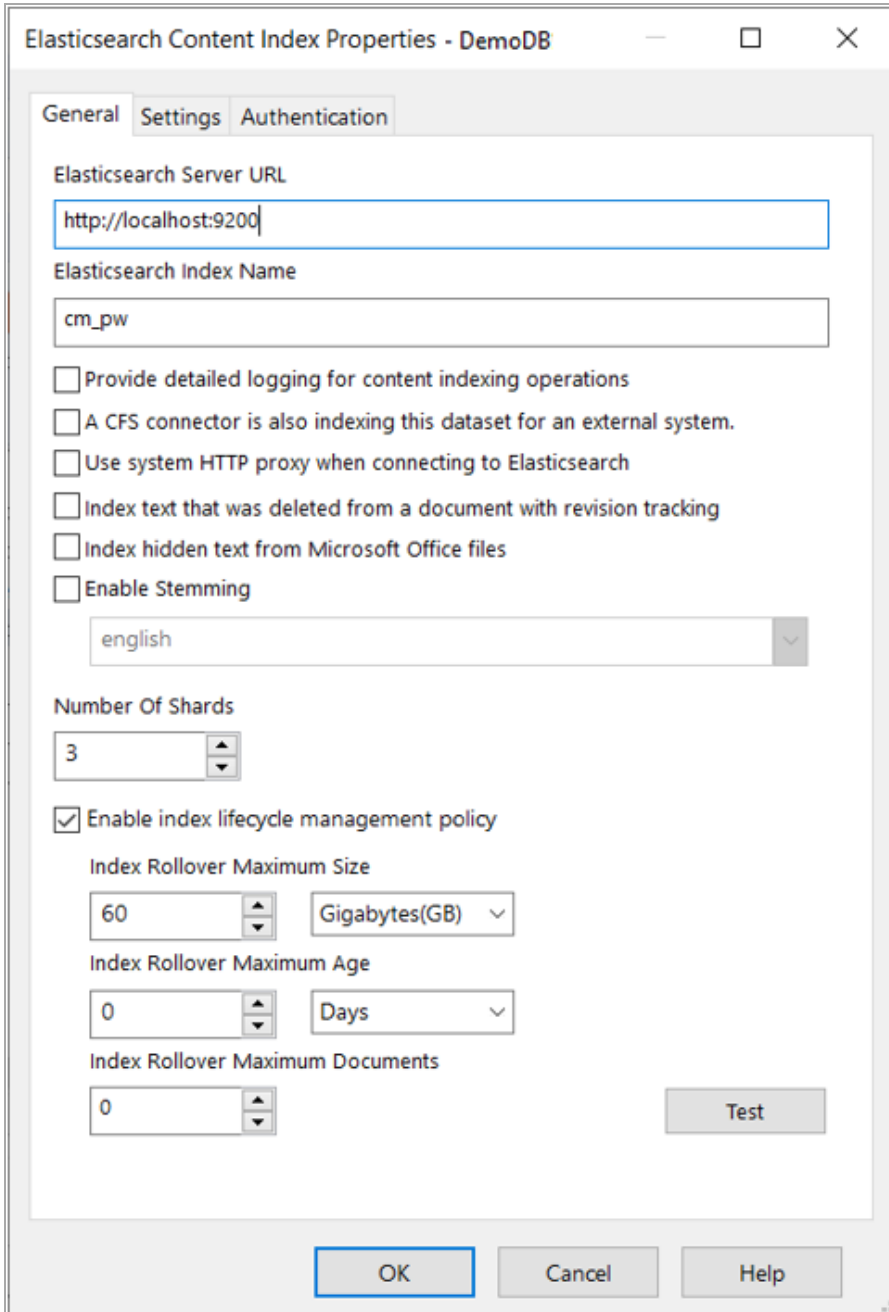 Elasticsearch Content Index Properties - DemoDB
General Settings Authentication
Elasticsearch Server URL
http://localhost:9200
Elasticsearch Index Name
cm_pw
Provide detailed logging for content indexing operations
A CFS connector is also indexing this dataset for an external system.
Use system HTTP proxy when connecting to Elasticsearch
Index text that was deleted from a document with revision tracking
Index hidden text from Microsoft Office files
Enable Stemming
english
Number Of Shards
3
Enable index lifecycle management policy
Index Rollover Maximum Size
60 Gigabytes(GB)
Index Rollover Maximum Age
0 Days
Index Rollover Maximum Documents
0 Test
OK Cancel Help